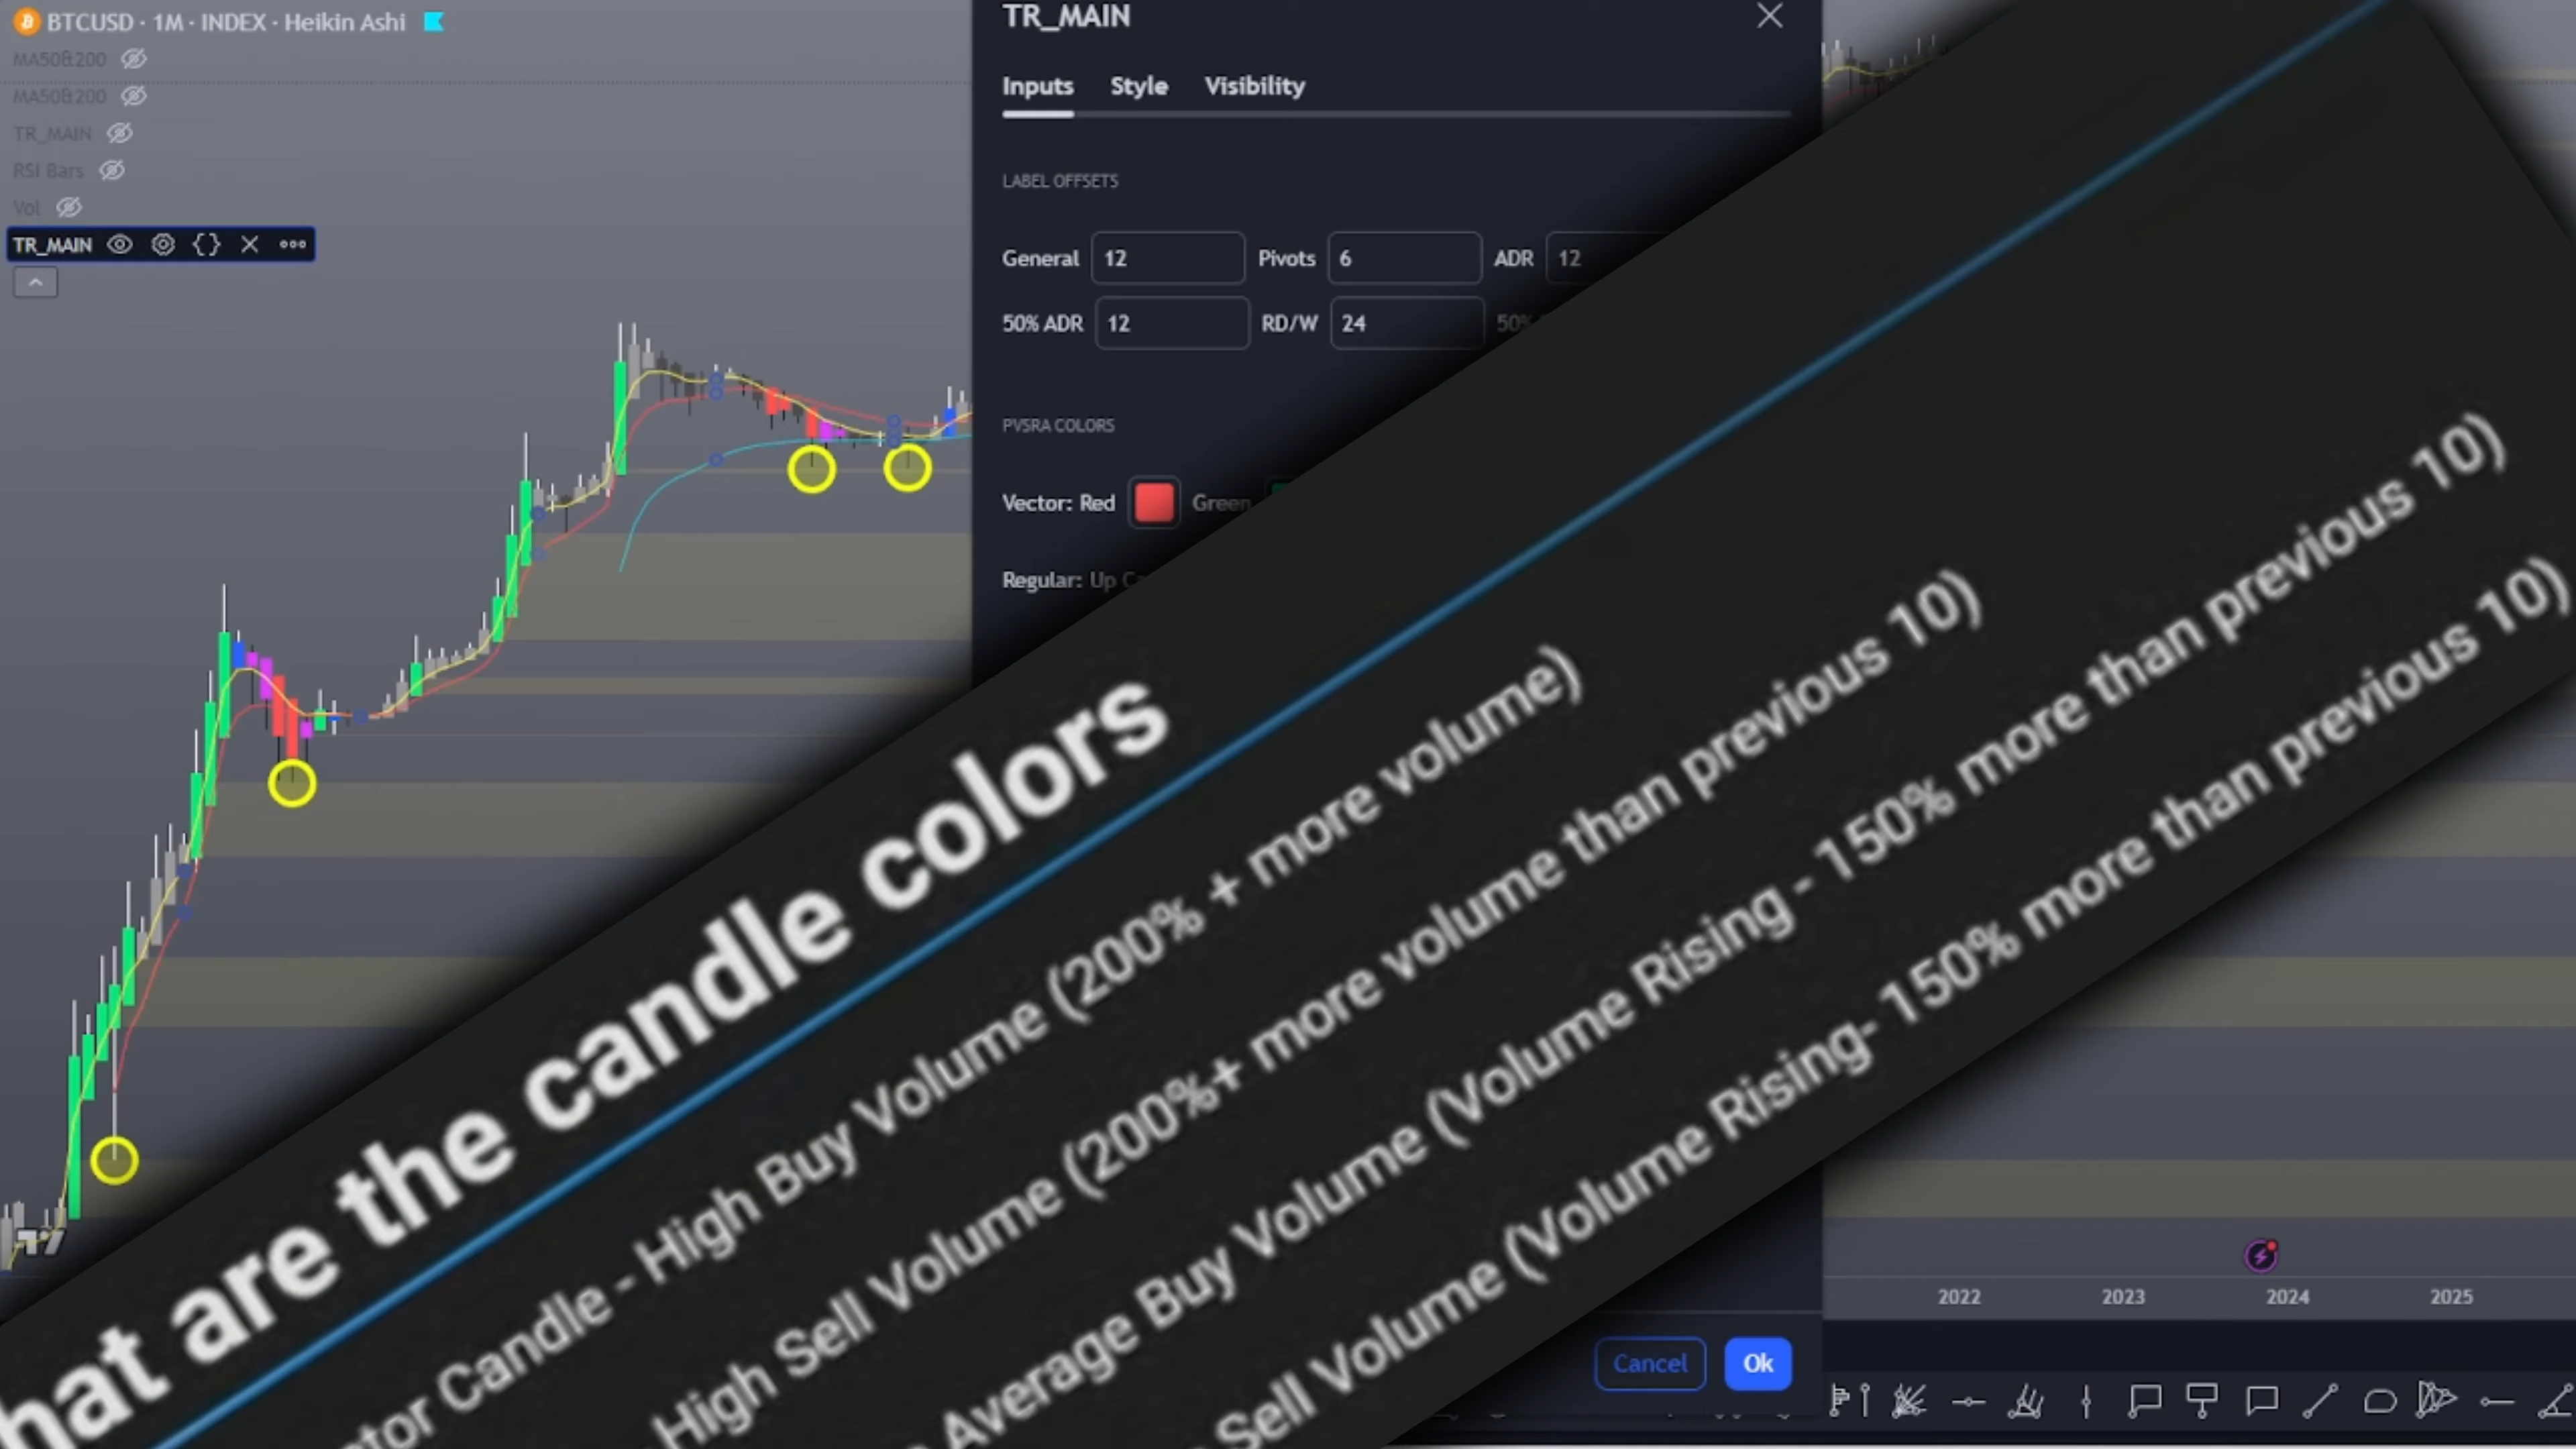 BTCUSD · 1M · INDEX · Heikin Ashi
MA50&200
MA50&200
TR_MAIN
RSI Bars
Vol
TR_MAIN
TR_MAIN
Inputs Style Visibility
LABEL OFFSETS
General 12 Pivots 6 ADR 12
50% ADR 12 RD/W 24 50%
PVSRA COLORS
Vector: Red Green
Regular: Up
are the candle colors
Candle - High Buy Volume (200% + more volume)
High Sell Volume (200%+ more volume than previous 10)
Average Buy Volume (Volume Rising - 150% more than previous 10)
Sell Volume (Volume Rising- 150% more than previous 10)
2022 2023 2024 2025
Cancel Ok